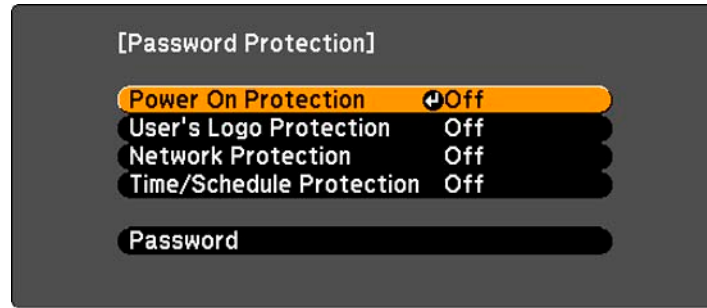 [Password Protection]
Power On Protection Off
User's Logo Protection Off
Network Protection Off
Time/Schedule Protection Off
Password